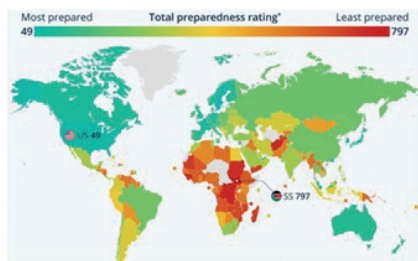 Most prepared Total preparedness rating* Least prepared
49 797
US 49
SS 797